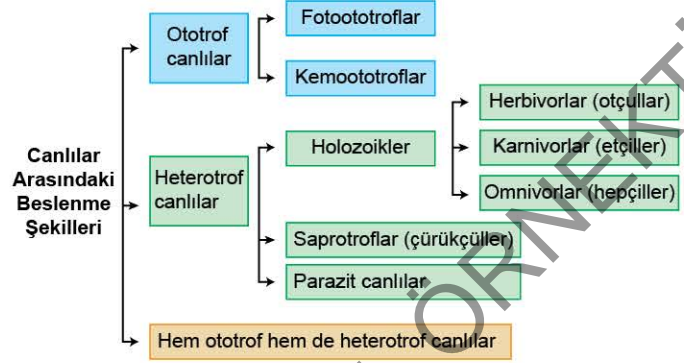 Canlılar
Arasındaki
Beslenme
Şekilleri
Ototrof
canlılar
Fotoototroflar
Kemoototroflar
Heterotrof
canlılar
Holozoikler
Herbivorlar (otçullar)
Karnivorlar (etçiller)
Omnivorlar (hepçiller)
Saprotroflar (çürükçüller)
Parazit canlılar
Hem ototrof hem de heterotrof canlılar
ÖRNEKTİ